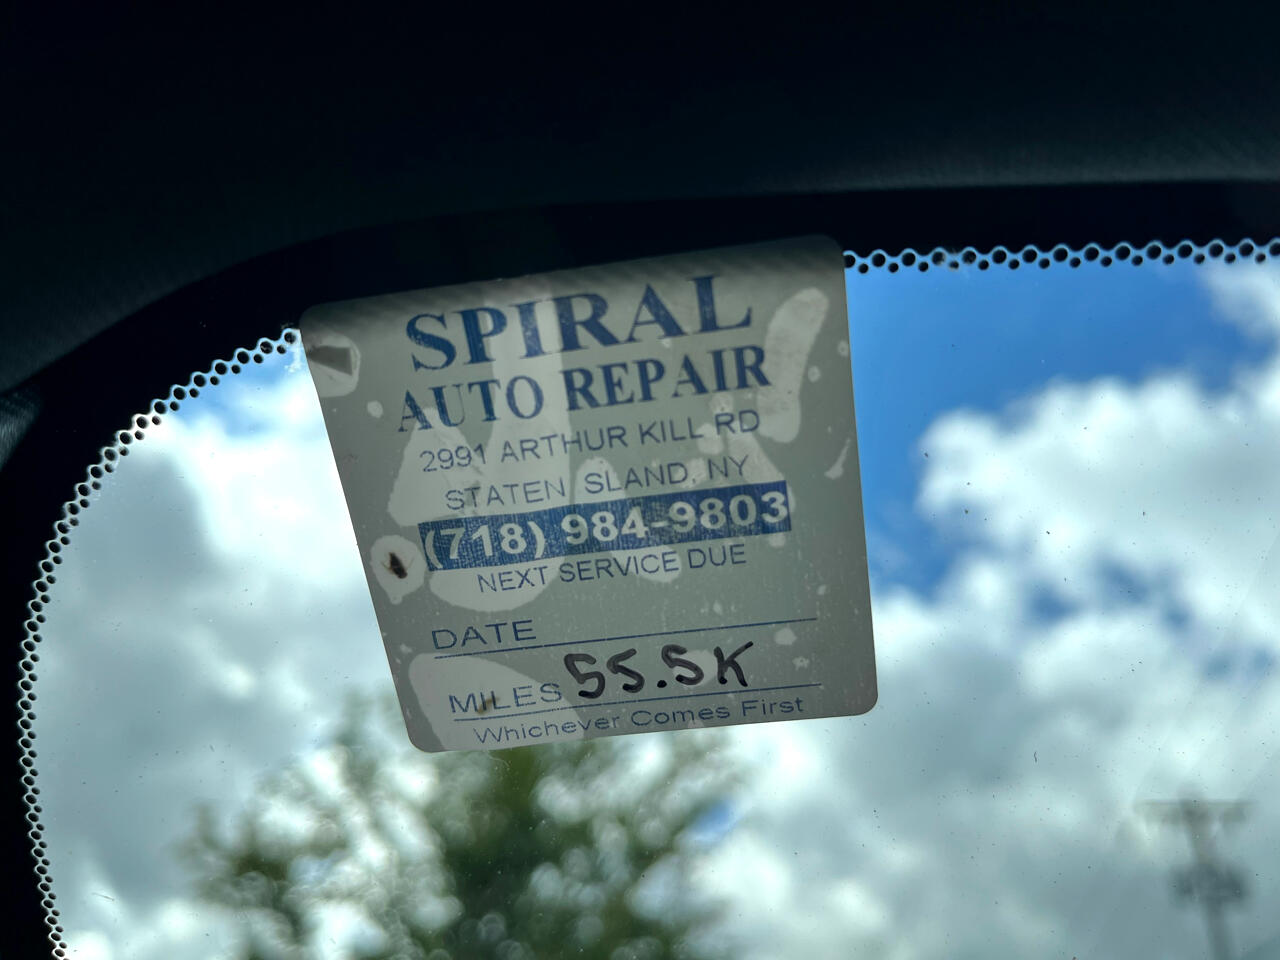 SPIRAL
AUTO REPAIR
2991 ARTHUR KILL RD
STATEN ISLAND, NY
(718) 984-9803
NEXT SERVICE DUE
DATE
MILES 55.5K
Whichever Comes First